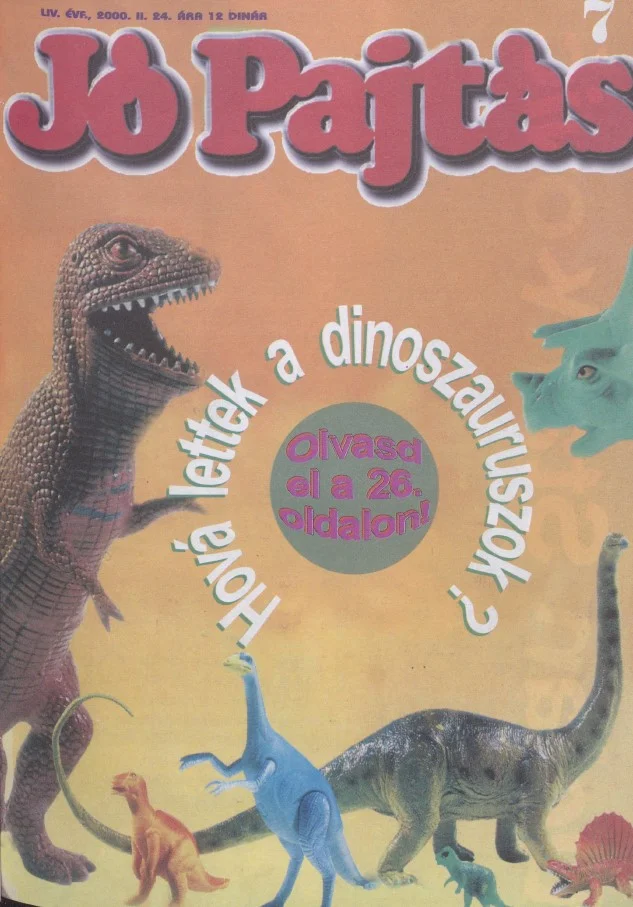 LIV. ÉVF., 2000. II. 24. ÁRA 12 DINÁR
7
Jó Pajtás
Hová lettek a dinoszauruszok?
Olvasd
el a 26.
oldalon!